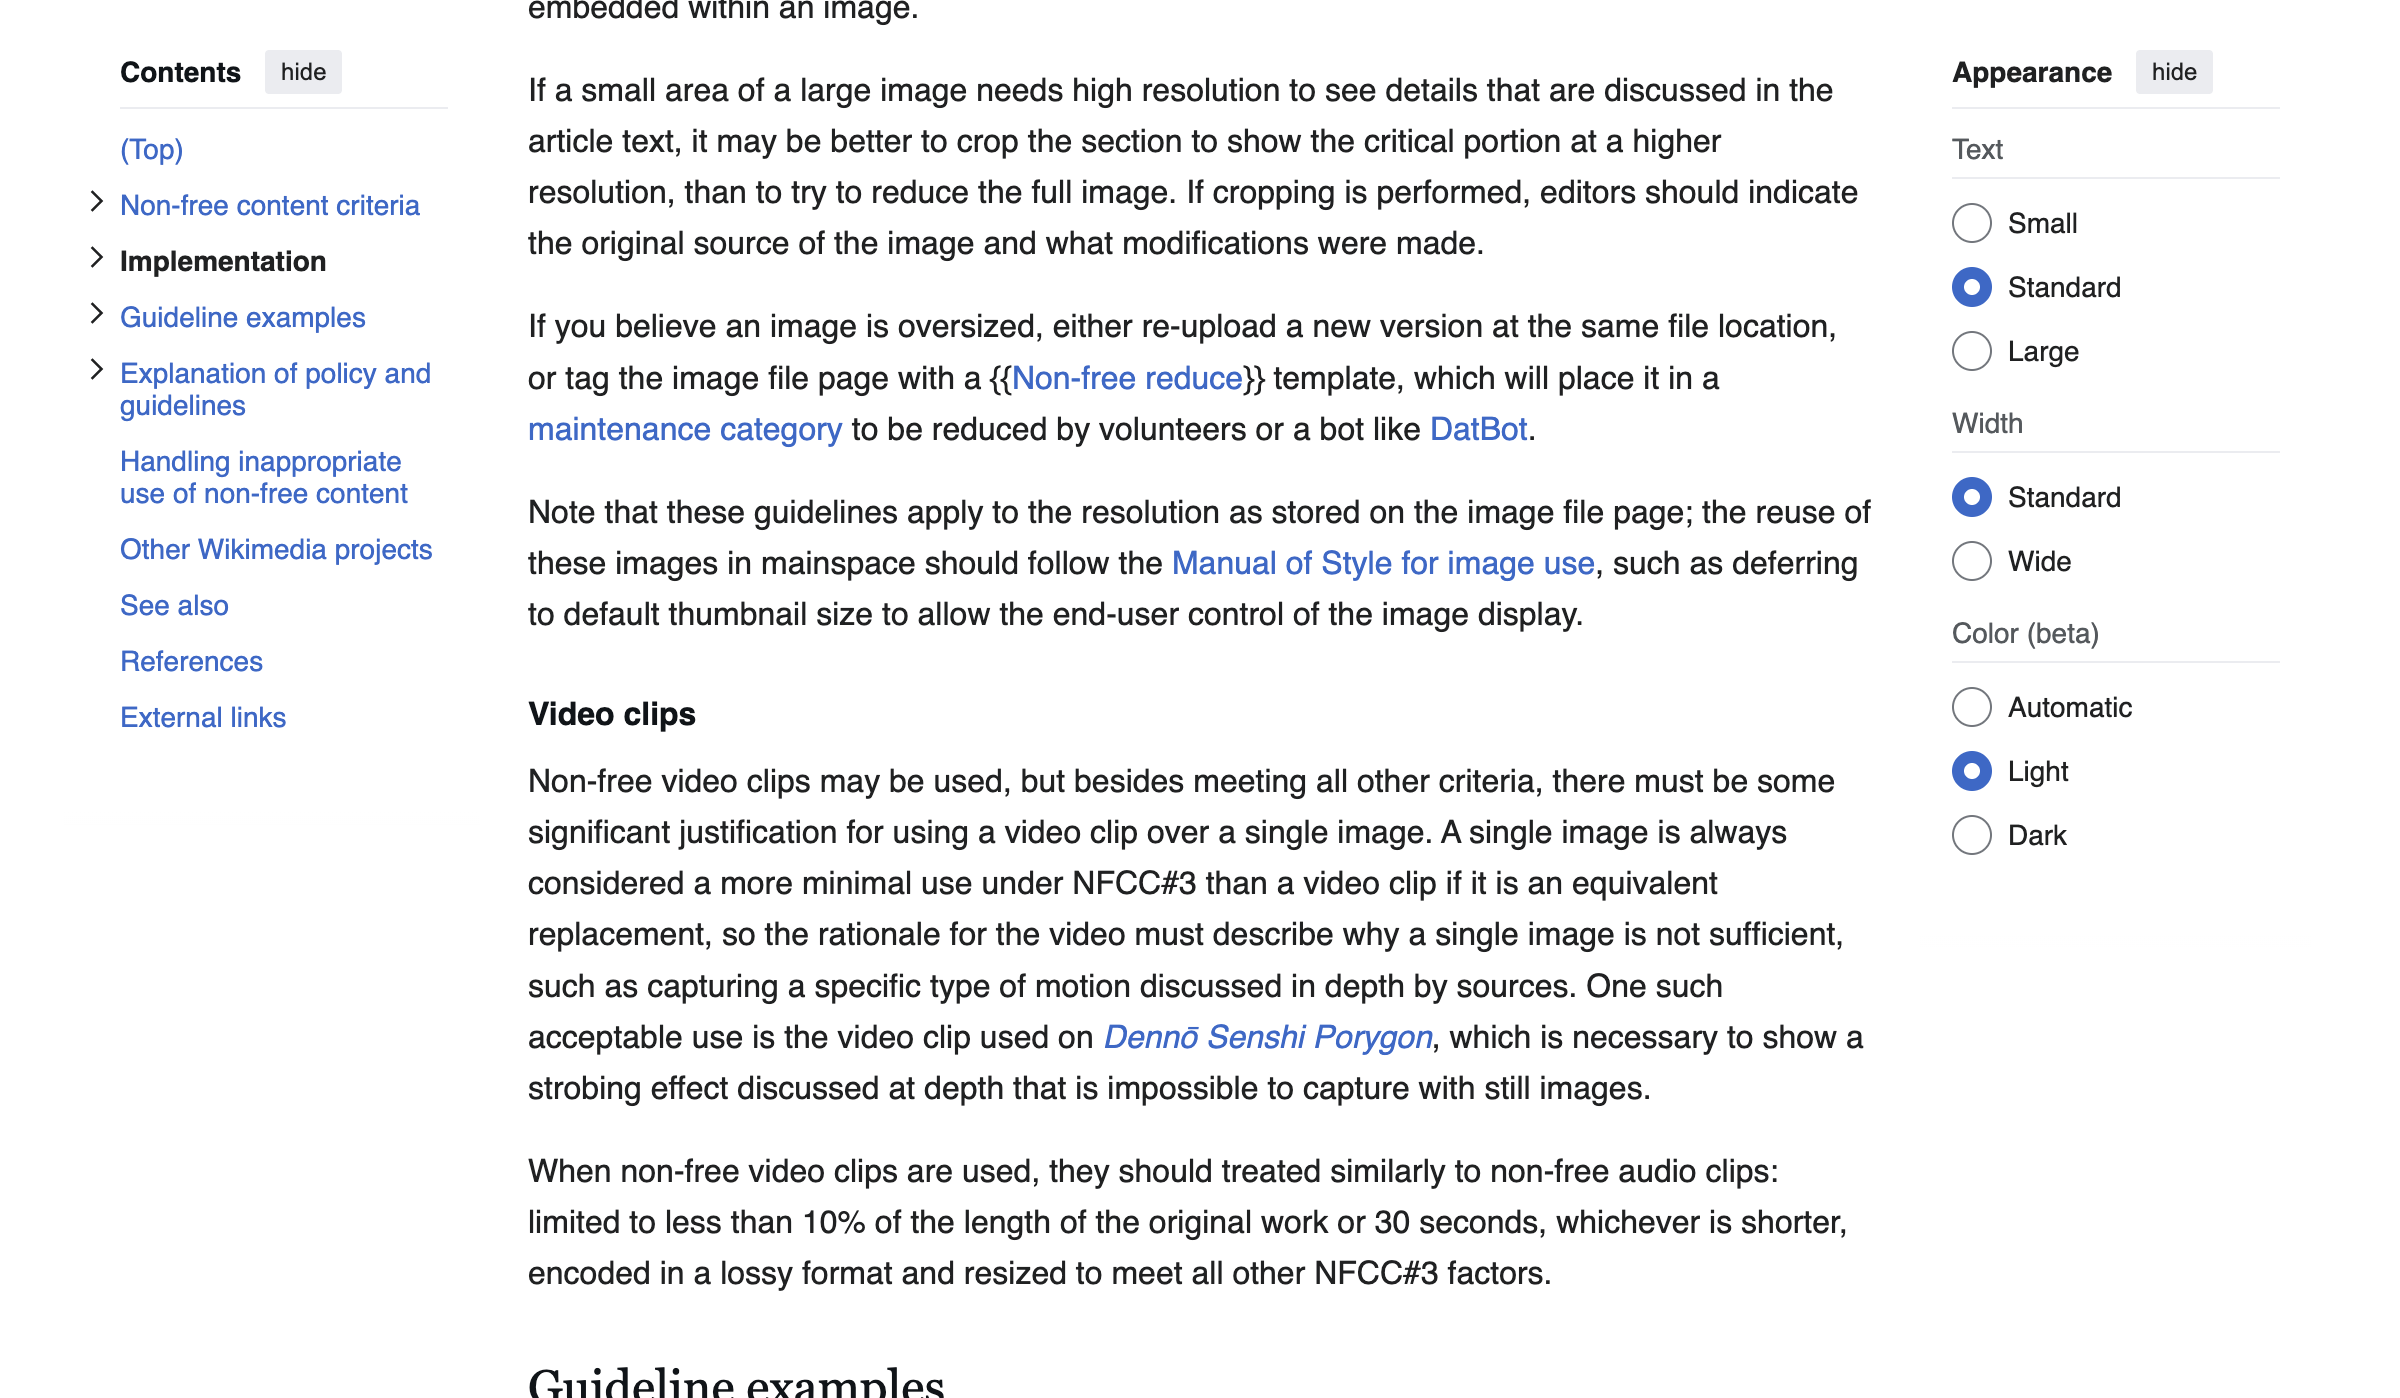 embedded within an image.
Contents hide
(Top)
Non-free content criteria
Implementation
Guideline examples
Explanation of policy and
guidelines
Handling inappropriate
use of non-free content
Other Wikimedia projects
See also
References
External links
If a small area of a large image needs high resolution to see details that are discussed in the
article text, it may be better to crop the section to show the critical portion at a higher
resolution, than to try to reduce the full image. If cropping is performed, editors should indicate
the original source of the image and what modifications were made.
If you believe an image is oversized, either re-upload a new version at the same file location,
or tag the image file page with a {{Non-free reduce}} template, which will place it in a
maintenance category to be reduced by volunteers or a bot like DatBot.
Note that these guidelines apply to the resolution as stored on the image file page; the reuse of
these images in mainspace should follow the Manual of Style for image use, such as deferring
to default thumbnail size to allow the end-user control of the image display.
Video clips
Non-free video clips may be used, but besides meeting all other criteria, there must be some
significant justification for using a video clip over a single image. A single image is always
considered a more minimal use under NFCC#3 than a video clip if it is an equivalent
replacement, so the rationale for the video must describe why a single image is not sufficient,
such as capturing a specific type of motion discussed in depth by sources. One such
acceptable use is the video clip used on Dennō Senshi Porygon, which is necessary to show a
strobing effect discussed at depth that is impossible to capture with still images.
When non-free video clips are used, they should treated similarly to non-free audio clips:
limited to less than 10% of the length of the original work or 30 seconds, whichever is shorter,
encoded in a lossy format and resized to meet all other NFCC#3 factors.
Guideline examples
Appearance hide
Text
Small
Standard
Large
Width
Standard
Wide
Color (beta)
Automatic
Light
Dark